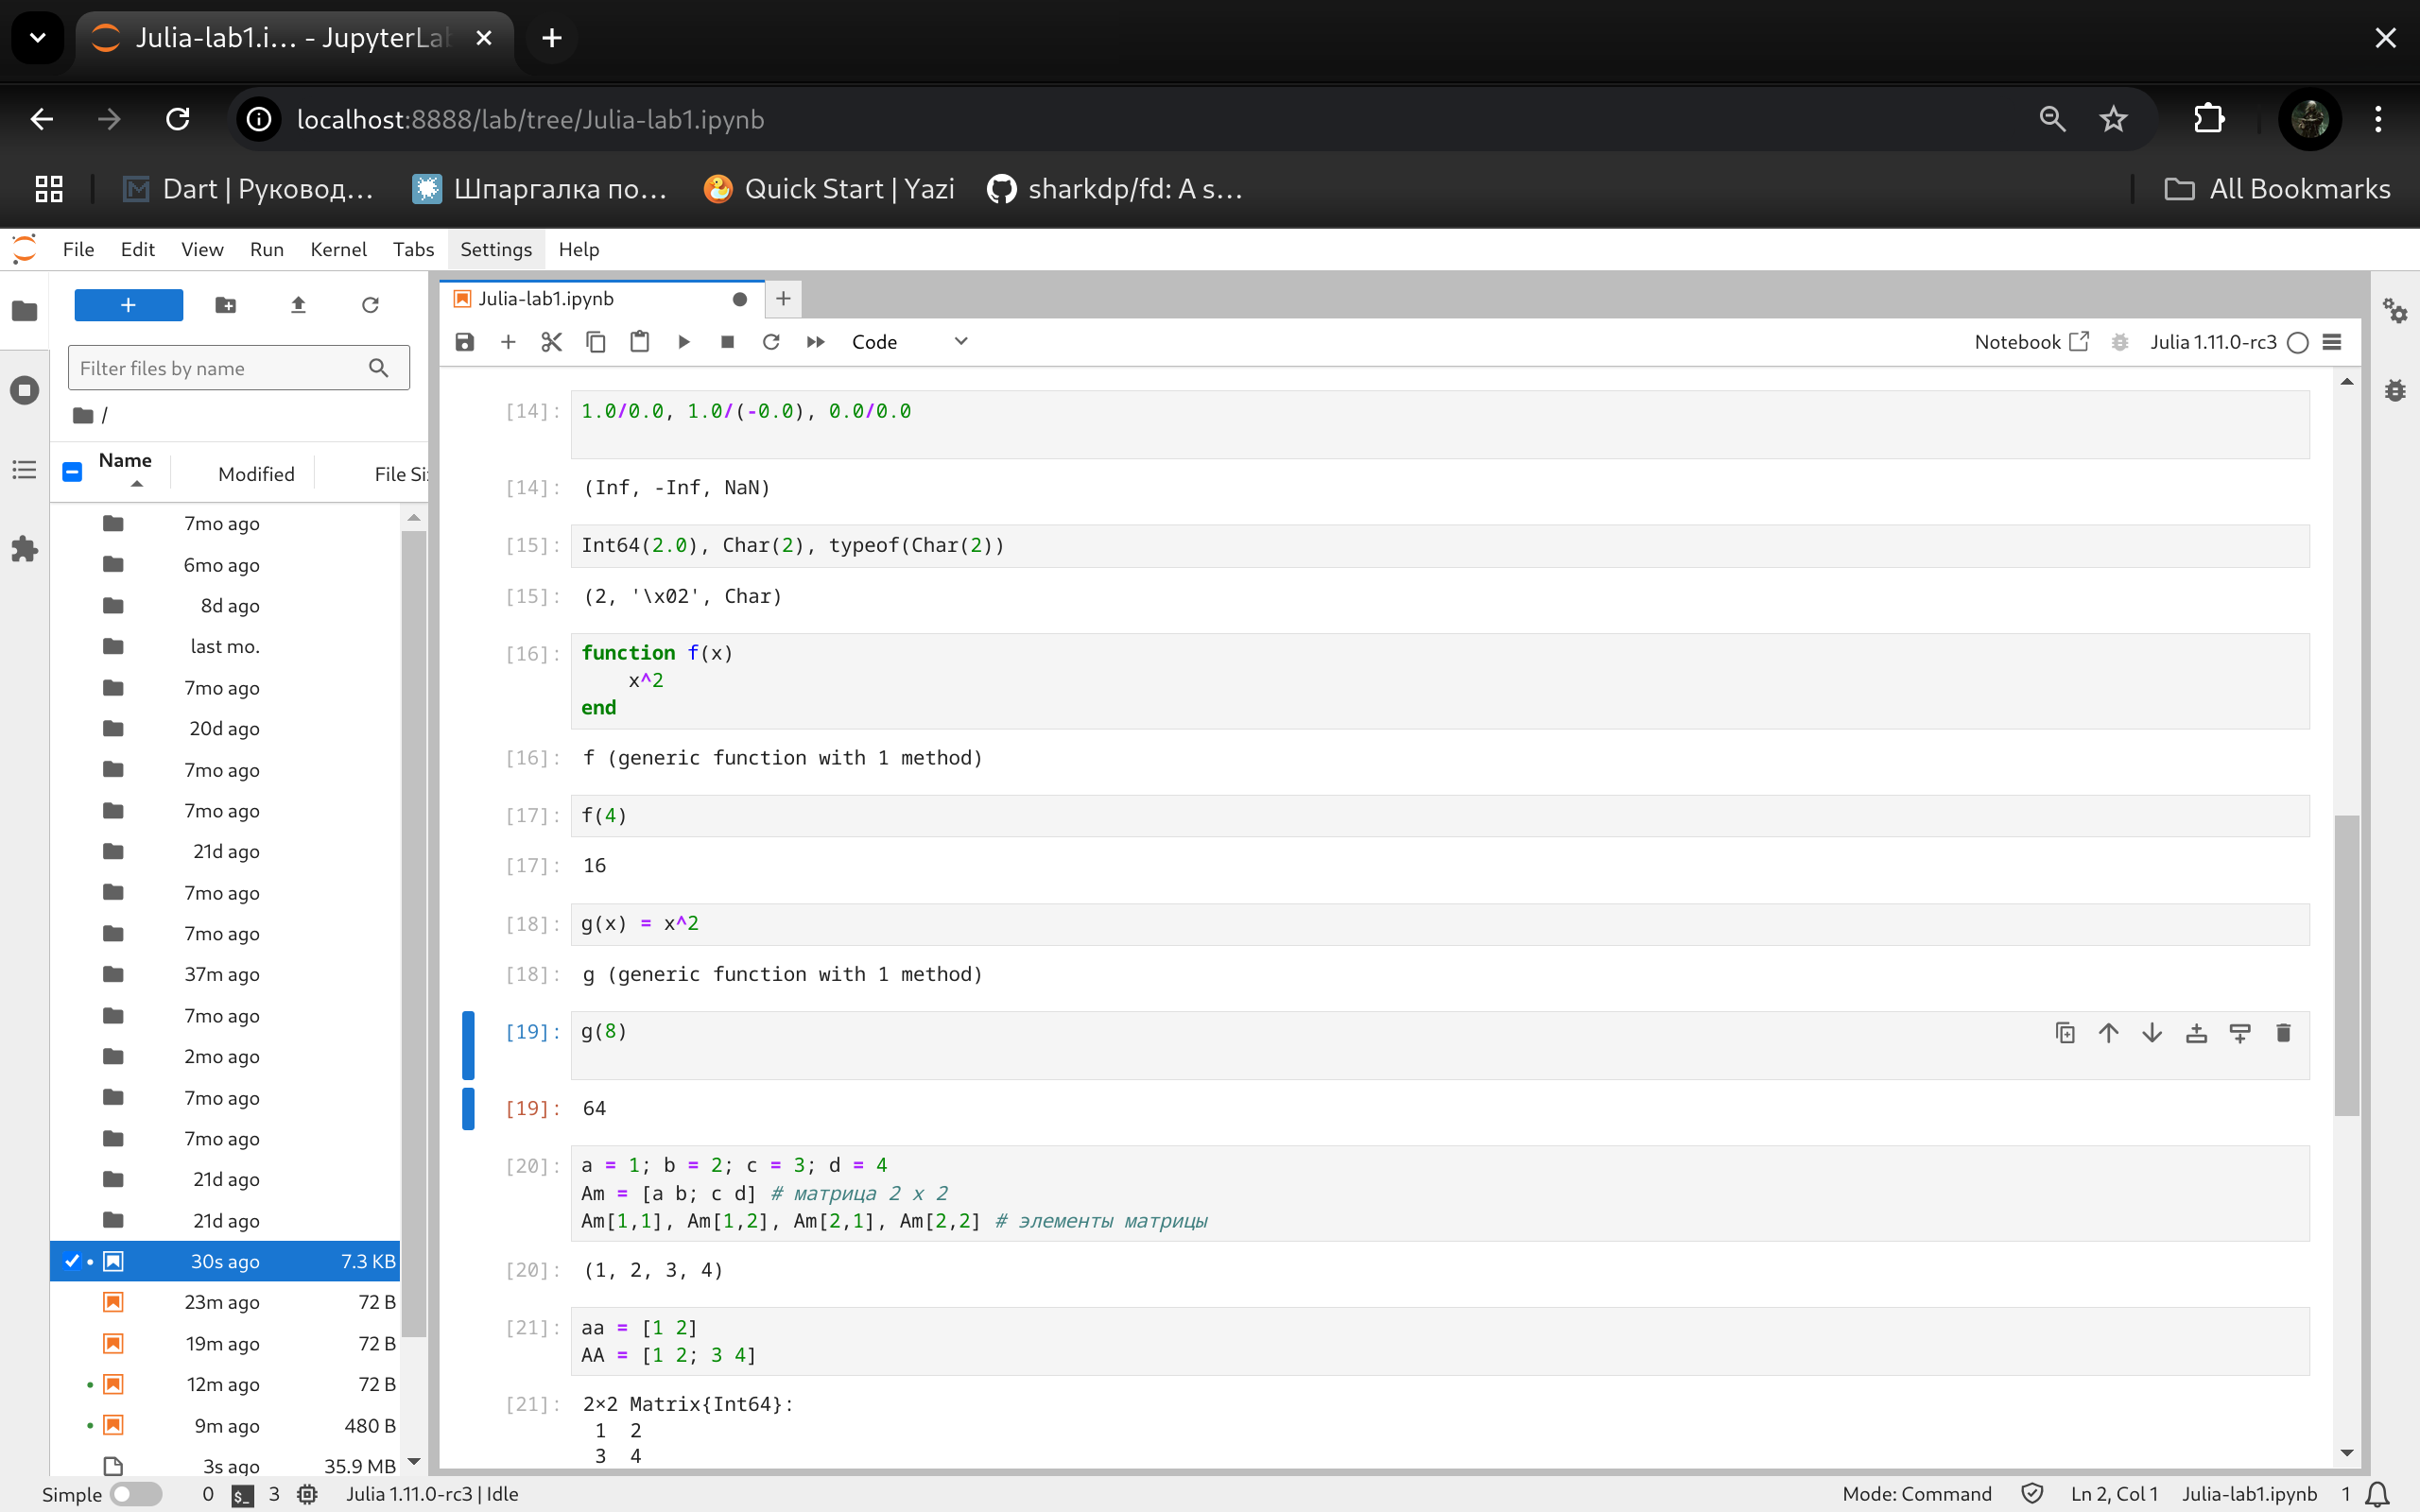 Julia-lab1.i… - JupyterLab
localhost:8888/lab/tree/Julia-lab1.ipynb
Dart | Руковод…
Шпаргалка по…
Quick Start | Yazi
sharkdp/fd: A s…
All Bookmarks
File Edit View Run Kernel Tabs Settings Help
Filter files by name
/
Name Modified File Si
7mo ago
6mo ago
8d ago
last mo.
7mo ago
20d ago
7mo ago
7mo ago
21d ago
7mo ago
7mo ago
37m ago
7mo ago
2mo ago
7mo ago
7mo ago
21d ago
21d ago
30s ago 7.3 KB
23m ago 72 B
19m ago 72 B
12m ago 72 B
9m ago 480 B
3s ago 35.9 MB
Julia-lab1.ipynb
Code
Notebook
Julia 1.11.0-rc3
[14]: 1.0/0.0, 1.0/(-0.0), 0.0/0.0
[14]: (Inf, -Inf, NaN)
[15]: Int64(2.0), Char(2), typeof(Char(2))
[15]: (2, '\x02', Char)
[16]: function f(x)
x^2
end
[16]: f (generic function with 1 method)
[17]: f(4)
[17]: 16
[18]: g(x) = x^2
[18]: g (generic function with 1 method)
[19]: g(8)
[19]: 64
[20]: a = 1; b = 2; c = 3; d = 4
Am = [a b; c d] # матрица 2 x 2
Am[1,1], Am[1,2], Am[2,1], Am[2,2] # элементы матрицы
[20]: (1, 2, 3, 4)
[21]: aa = [1 2]
AA = [1 2; 3 4]
[21]: 2×2 Matrix{Int64}:
1 2
3 4
Simple 0 $_ 3 Julia 1.11.0-rc3 | Idle
Mode: Command Ln 2, Col 1 Julia-lab1.ipynb 1